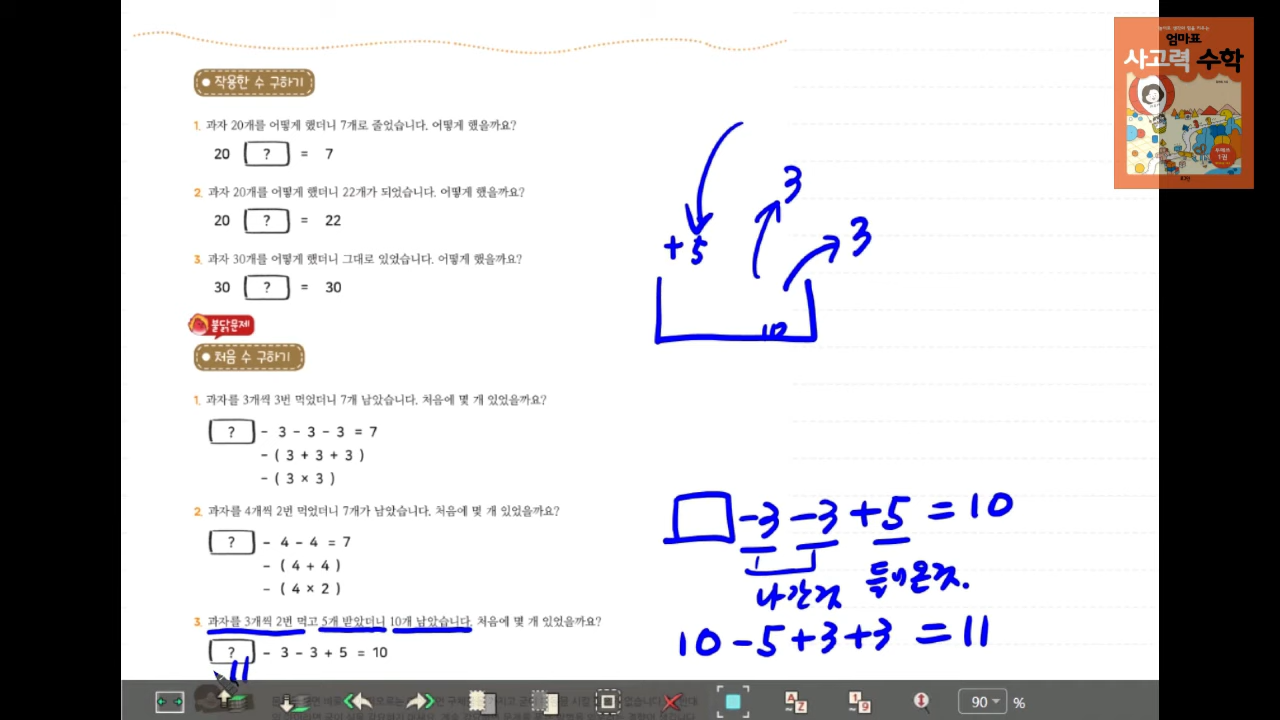 작용한 수 구하기
1. 과자 20개를 어떻게 했더니 7개로 줄었습니다. 어떻게 했을까요?
20 ? = 7
2. 과자 20개를 어떻게 했더니 22개가 되었습니다. 어떻게 했을까요?
20 ? = 22
3. 과자 30개를 어떻게 했더니 그대로 있었습니다. 어떻게 했을까요?
30 ? = 30
불닭문제
처음 수 구하기
1. 과자를 3개씩 3번 먹었더니 7개 남았습니다. 처음에 몇 개 있었을까요?
? - 3 - 3 - 3 = 7
- ( 3 + 3 + 3 )
- ( 3 × 3 )
2. 과자를 4개씩 2번 먹었더니 7개가 남았습니다. 처음에 몇 개 있었을까요?
? - 4 - 4 = 7
- ( 4 + 4 )
- ( 4 × 2 )
3. 과자를 3개씩 2번 먹고 5개 받았더니 10개 남았습니다. 처음에 몇 개 있었을까요?
? - 3 - 3 + 5 = 10
11
3
3
+5
10
-3 -3 +5 = 10
나간것 들어온것.
10 -5 +3 +3 = 11
엄마표
사고력 수학
1권
90 %